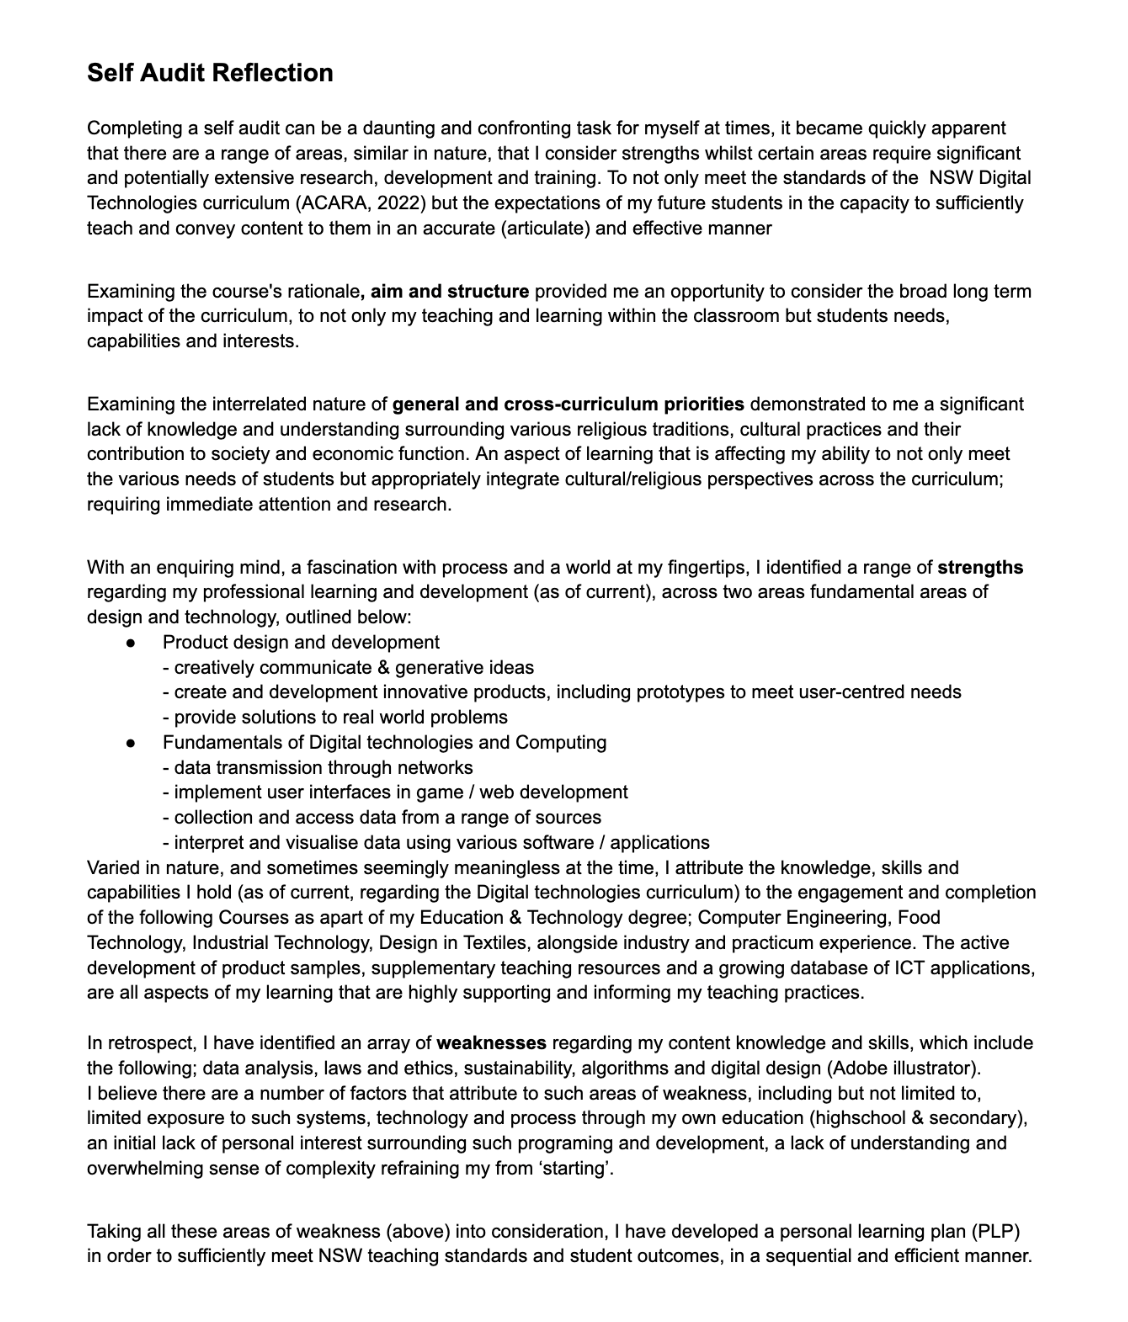 Self Audit Reflection
Completing a self audit can be a daunting and confronting task for myself at times, it became quickly apparent
that there are a range of areas, similar in nature, that I consider strengths whilst certain areas require significant
and potentially extensive research, development and training. To not only meet the standards of the  NSW Digital
Technologies curriculum (ACARA, 2022) but the expectations of my future students in the capacity to sufficiently
teach and convey content to them in an accurate (articulate) and effective manner
Examining the course's rationale, aim and structure provided me an opportunity to consider the broad long term
impact of the curriculum, to not only my teaching and learning within the classroom but students needs,
capabilities and interests.
Examining the interrelated nature of general and cross-curriculum priorities demonstrated to me a significant
lack of knowledge and understanding surrounding various religious traditions, cultural practices and their
contribution to society and economic function. An aspect of learning that is affecting my ability to not only meet
the various needs of students but appropriately integrate cultural/religious perspectives across the curriculum;
requiring immediate attention and research.
With an enquiring mind, a fascination with process and a world at my fingertips, I identified a range of strengths
regarding my professional learning and development (as of current), across two areas fundamental areas of
design and technology, outlined below:
● Product design and development
- creatively communicate & generative ideas
- create and development innovative products, including prototypes to meet user-centred needs
- provide solutions to real world problems
● Fundamentals of Digital technologies and Computing
- data transmission through networks
- implement user interfaces in game / web development
- collection and access data from a range of sources
- interpret and visualise data using various software / applications
Varied in nature, and sometimes seemingly meaningless at the time, I attribute the knowledge, skills and
capabilities I hold (as of current, regarding the Digital technologies curriculum) to the engagement and completion
of the following Courses as apart of my Education & Technology degree; Computer Engineering, Food
Technology, Industrial Technology, Design in Textiles, alongside industry and practicum experience. The active
development of product samples, supplementary teaching resources and a growing database of ICT applications,
are all aspects of my learning that are highly supporting and informing my teaching practices.
In retrospect, I have identified an array of weaknesses regarding my content knowledge and skills, which include
the following; data analysis, laws and ethics, sustainability, algorithms and digital design (Adobe illustrator).
I believe there are a number of factors that attribute to such areas of weakness, including but not limited to,
limited exposure to such systems, technology and process through my own education (highschool & secondary),
an initial lack of personal interest surrounding such programing and development, a lack of understanding and
overwhelming sense of complexity refraining my from ‘starting’.
Taking all these areas of weakness (above) into consideration, I have developed a personal learning plan (PLP)
in order to sufficiently meet NSW teaching standards and student outcomes, in a sequential and efficient manner.